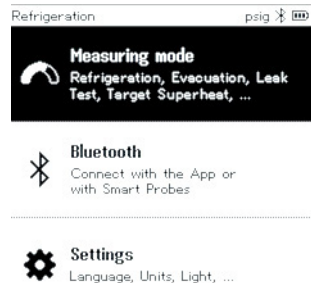 Refrigeration psig
Measuring mode
Refrigeration, Evacuation, Leak
Test, Target Superheat, ...
Bluetooth
Connect with the App or
with Smart Probes
Settings
Language, Units, Light, ...